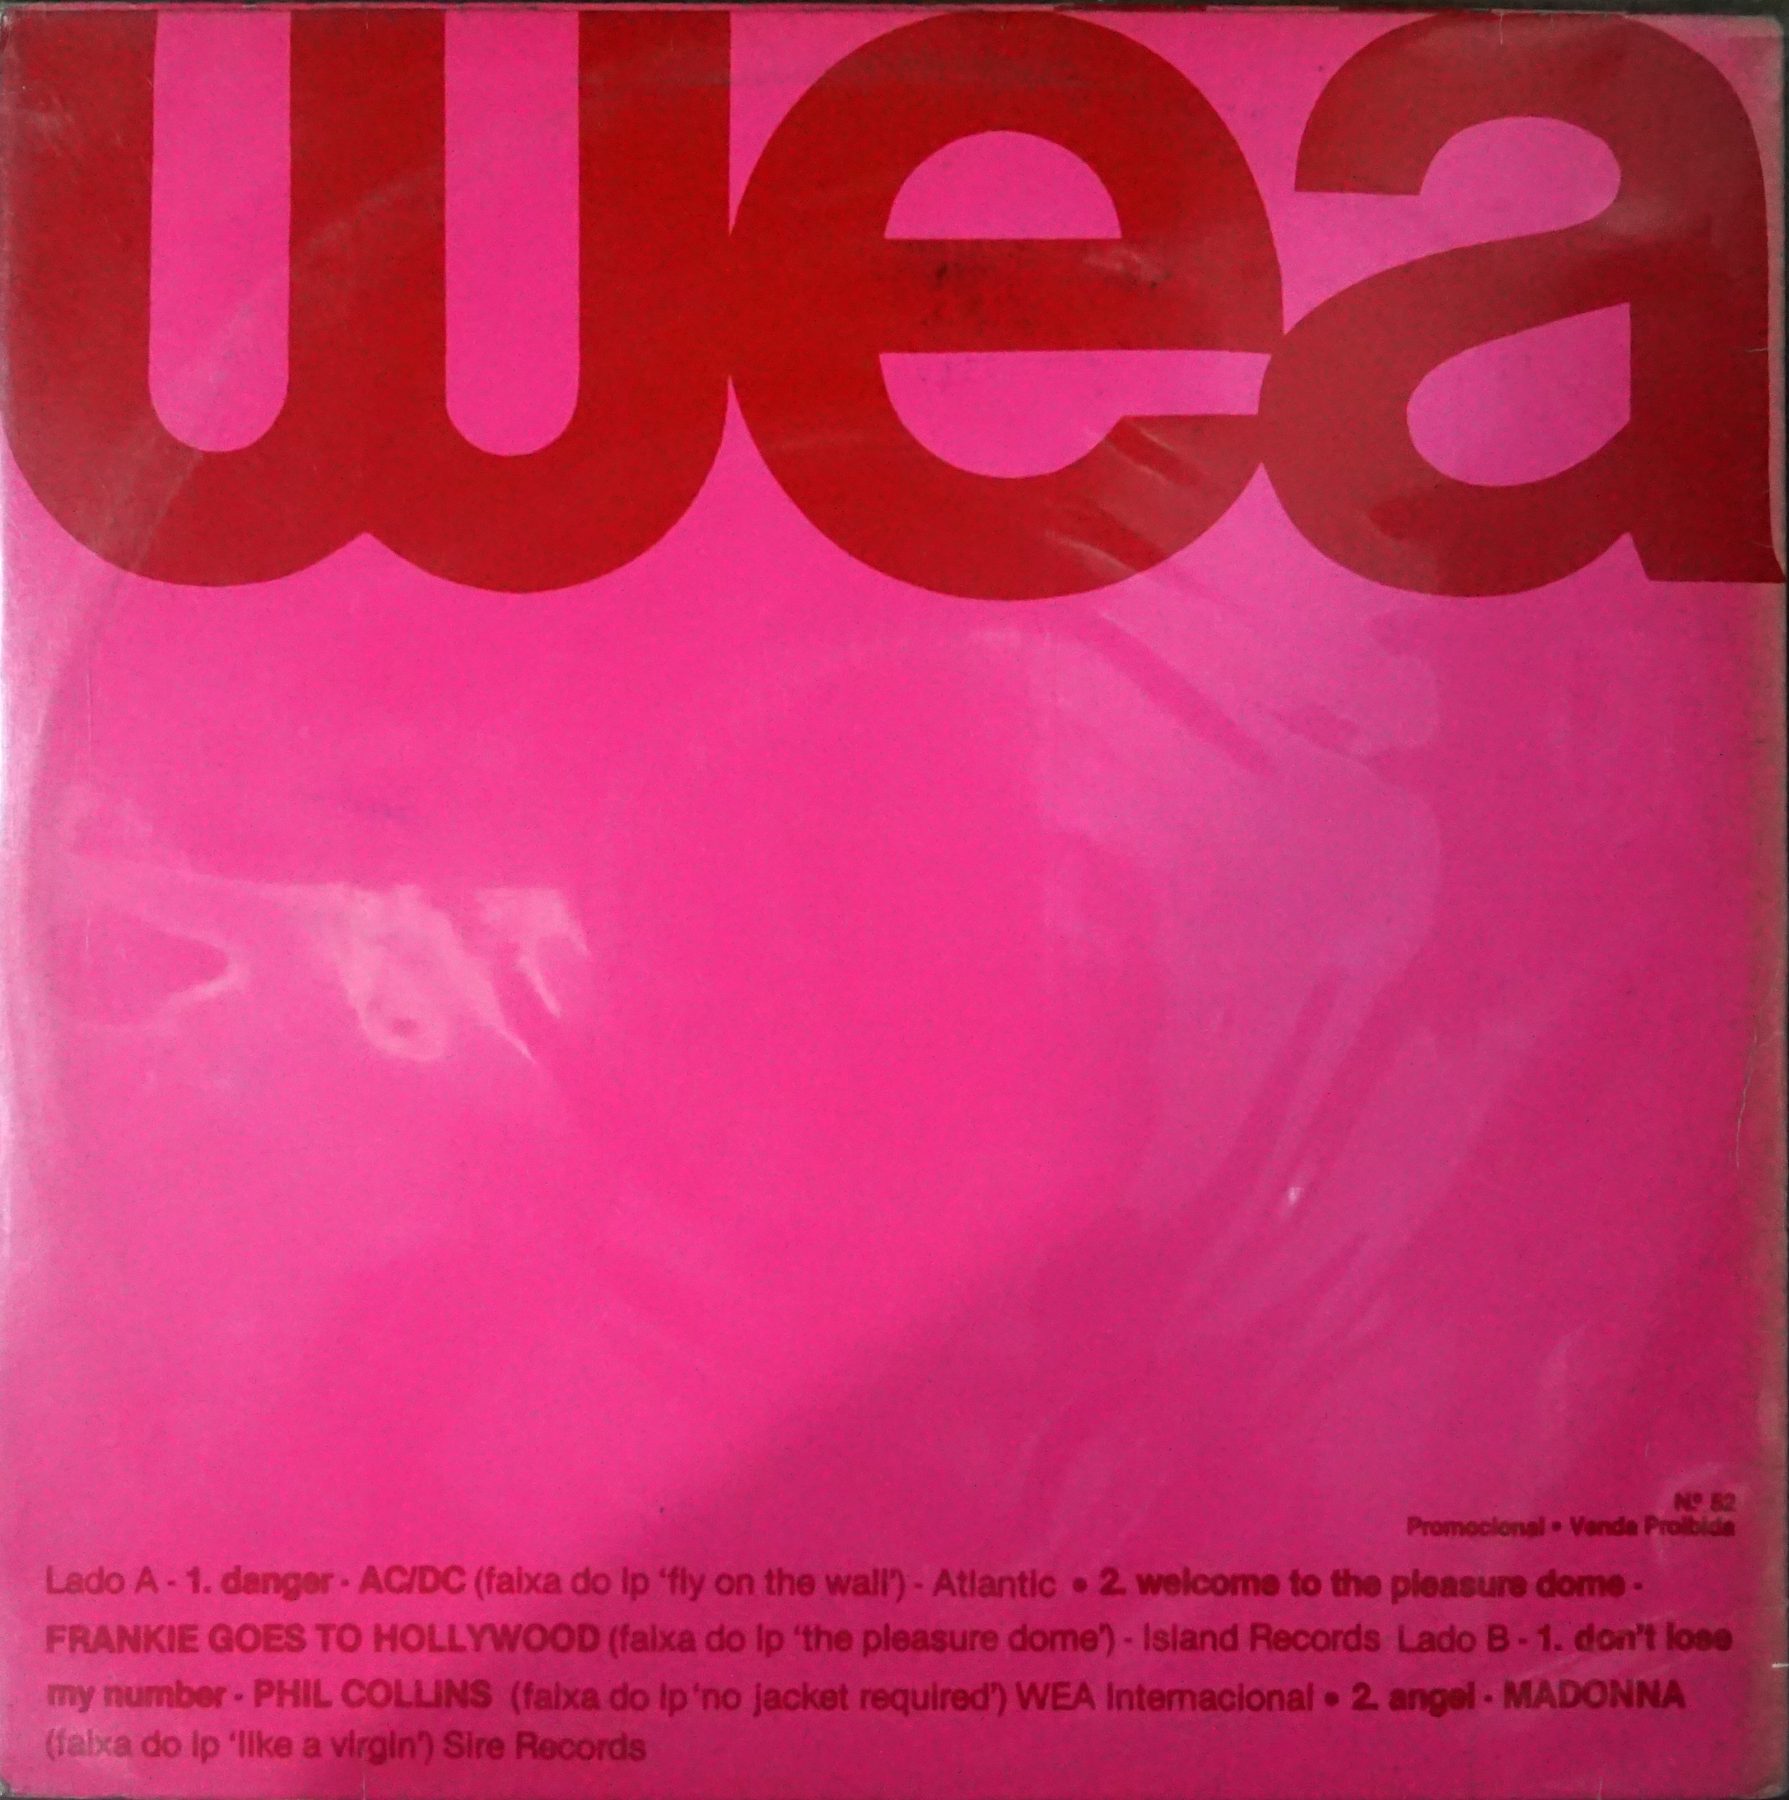 wea
Nº 52
Promocional • Venda Proibida
Lado A - 1. danger - AC/DC (faixa do lp ‘fly on the wall’) - Atlantic • 2. welcome to the pleasure dome -
FRANKIE GOES TO HOLLYWOOD (faixa do lp ‘the pleasure dome’) - Island Records Lado B - 1. don’t lose
my number - PHIL COLLINS (faixa do lp ‘no jacket required’) WEA Internacional • 2. angel - MADONNA
(faixa do lp ‘like a virgin’) Sire Records